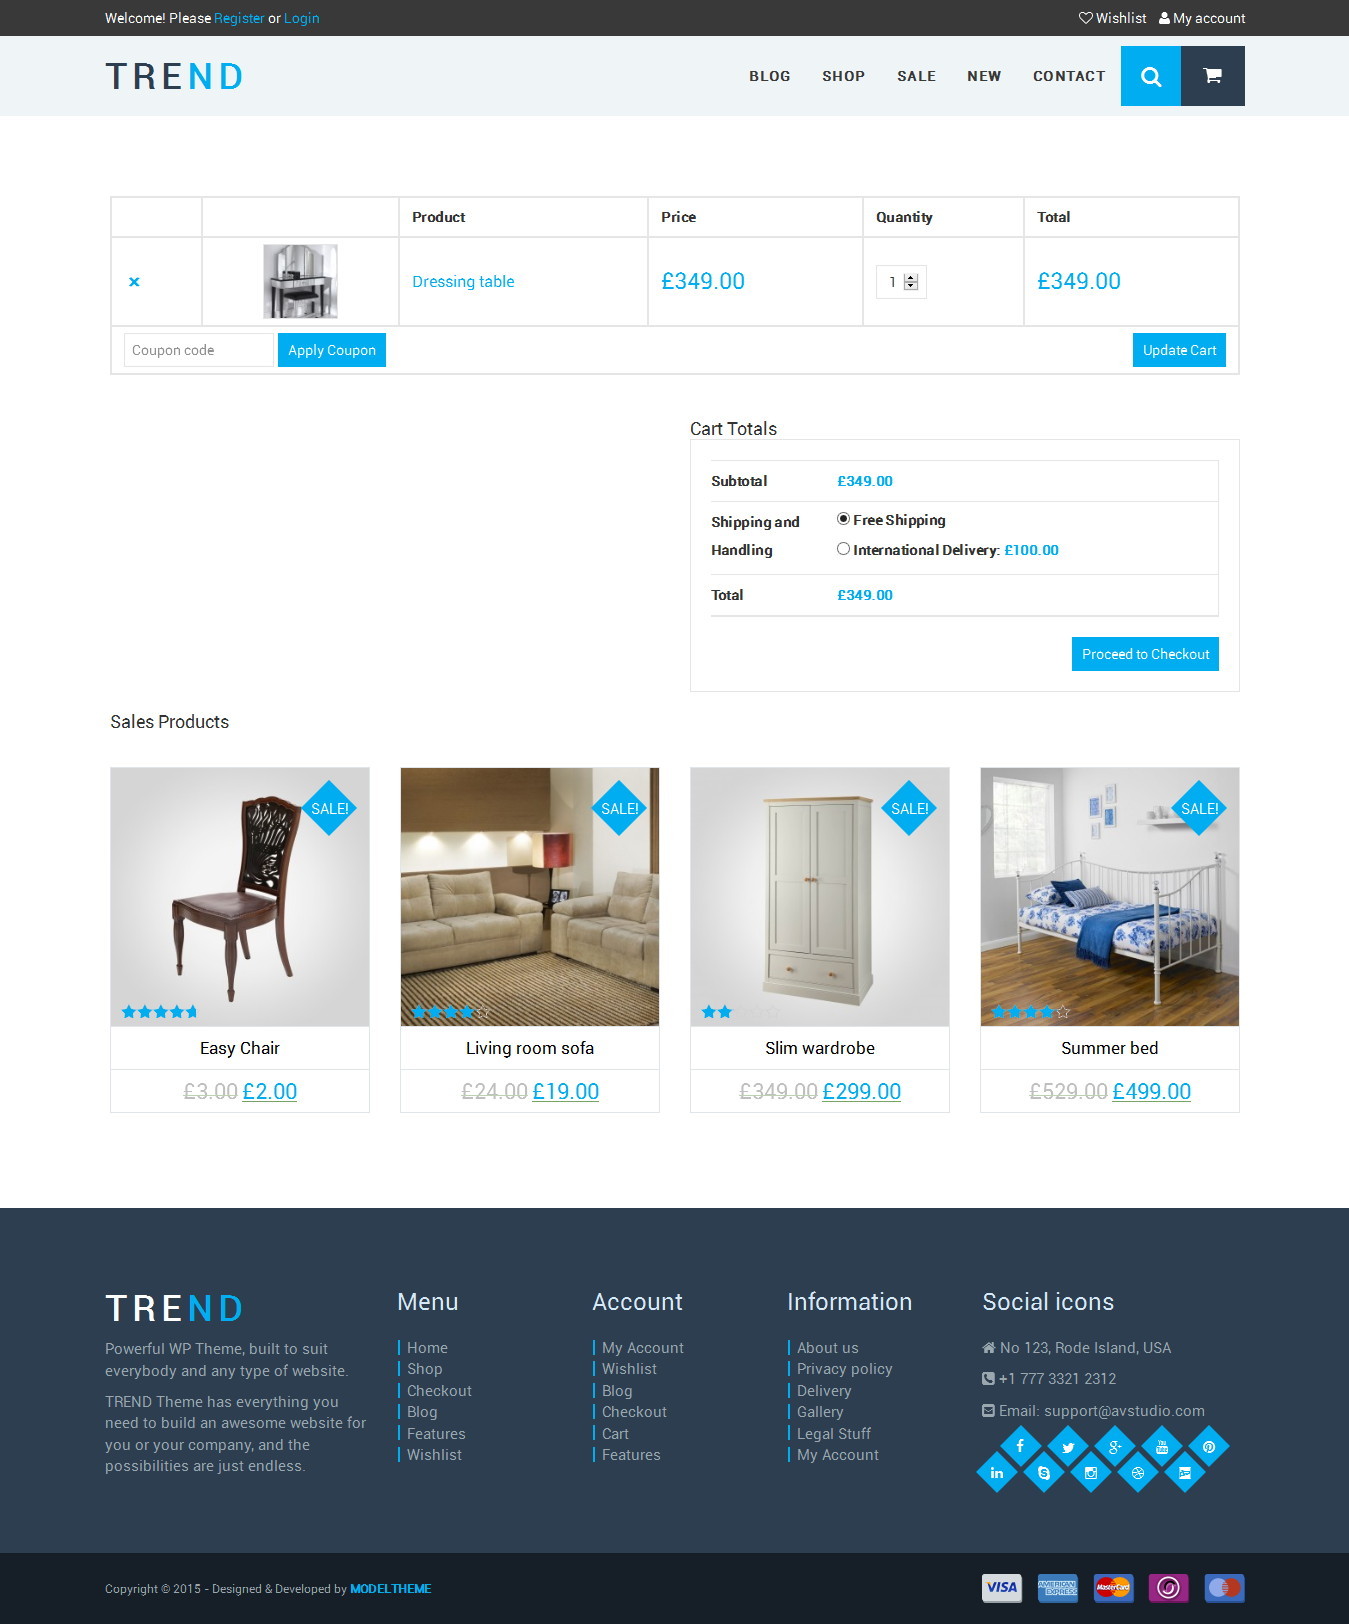 Welcome! Please Register or Login
Wishlist My account
TREND
BLOG SHOP SALE NEW CONTACT
Product Price Quantity Total
× Dressing table £349.00 1 £349.00
Coupon code Apply Coupon Update Cart
Cart Totals
Subtotal £349.00
Shipping and Handling
Free Shipping
International Delivery: £100.00
Total £349.00
Proceed to Checkout
Sales Products
SALE! SALE! SALE! SALE!
Easy Chair Living room sofa Slim wardrobe Summer bed
£3.00 £2.00 £24.00 £19.00 £349.00 £299.00 £529.00 £499.00
TREND
Powerful WP Theme, built to suit
everybody and any type of website.
TREND Theme has everything you
need to build an awesome website for
you or your company, and the
possibilities are just endless.
Menu
Home
Shop
Checkout
Blog
Features
Wishlist
Account
My Account
Wishlist
Blog
Checkout
Cart
Features
Information
About us
Privacy policy
Delivery
Gallery
Legal Stuff
My Account
Social icons
No 123, Rode Island, USA
+1 777 3321 2312
Email: support@avstudio.com
Copyright © 2015 - Designed & Developed by MODELTHEME
VISA AMERICAN EXPRESS MasterCard